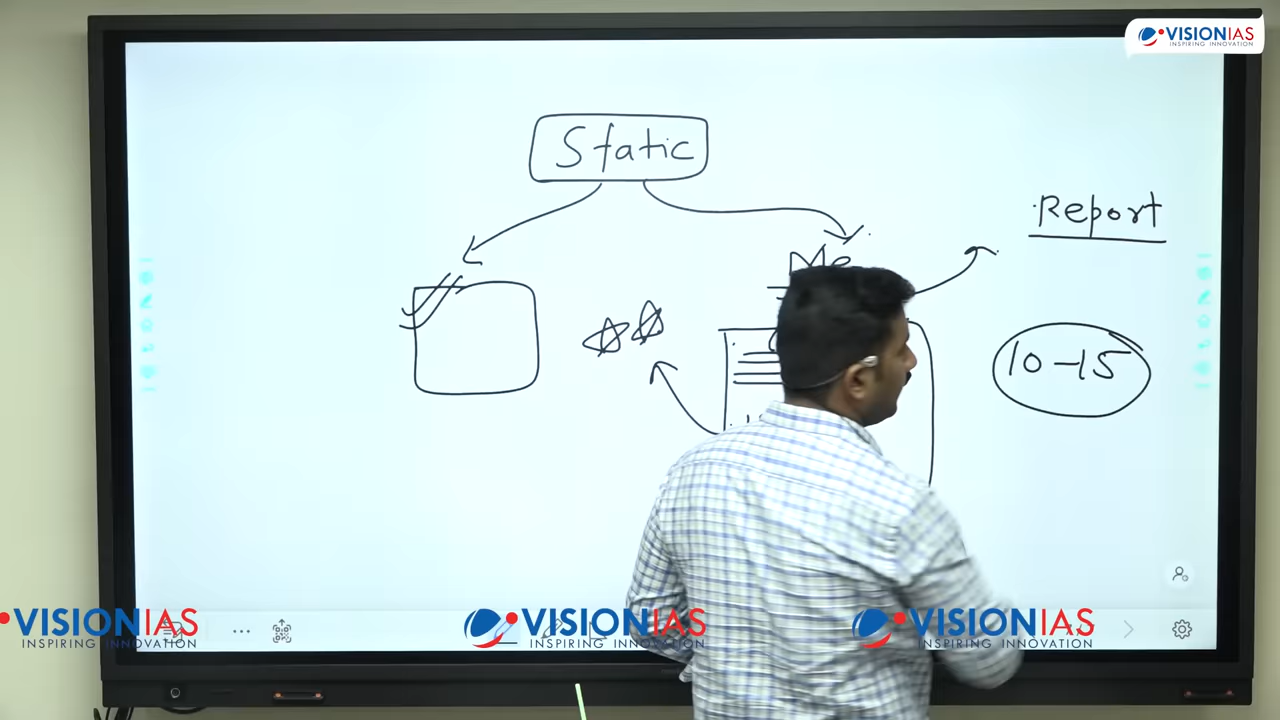 VISIONIAS
INSPIRING INNOVATION
Static
Report
10-15
VISIONIAS
INSPIRING INNOVATION
VISIONIAS
INSPIRING INNOVATION
VISIONIAS
INSPIRING INNOVATION